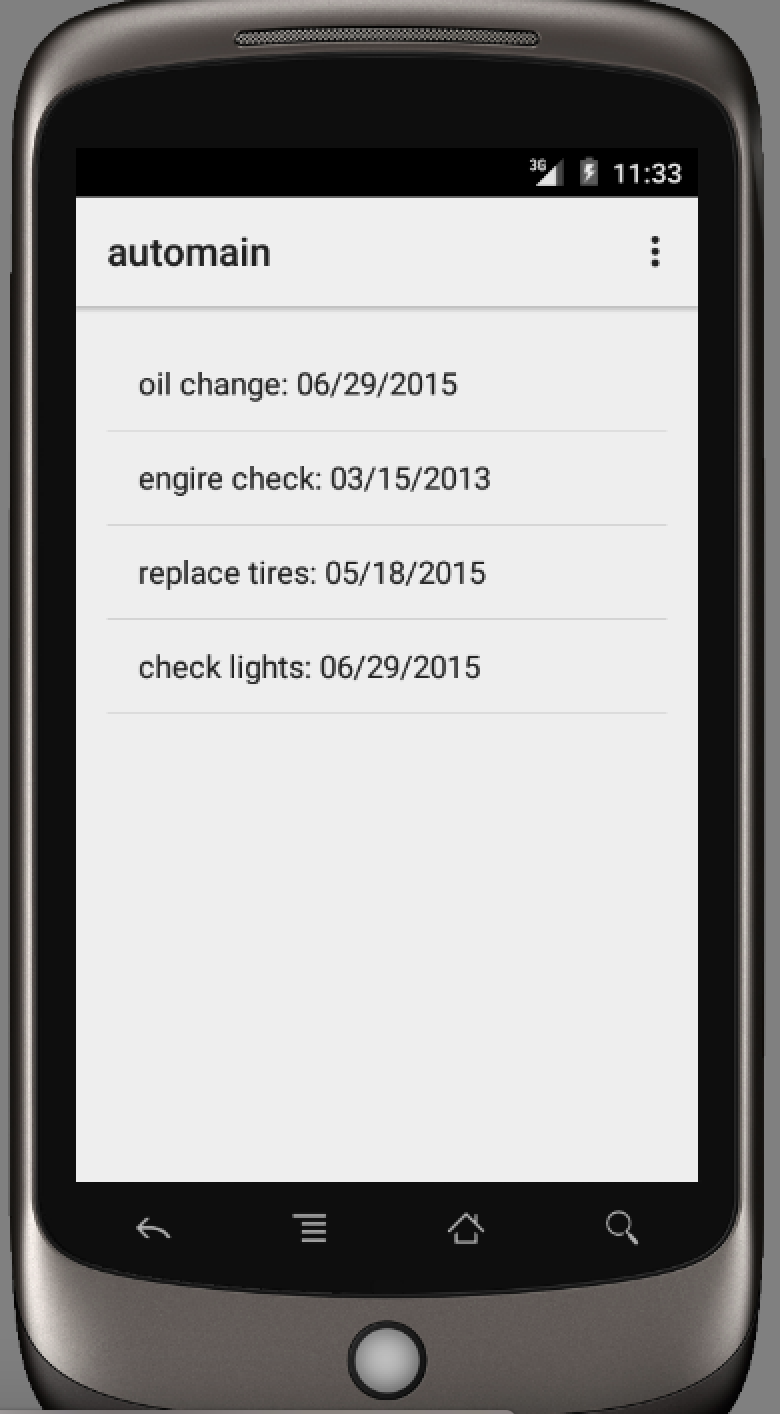 3G 11:33
automain
oil change: 06/29/2015
engire check: 03/15/2013
replace tires: 05/18/2015
check lights: 06/29/2015